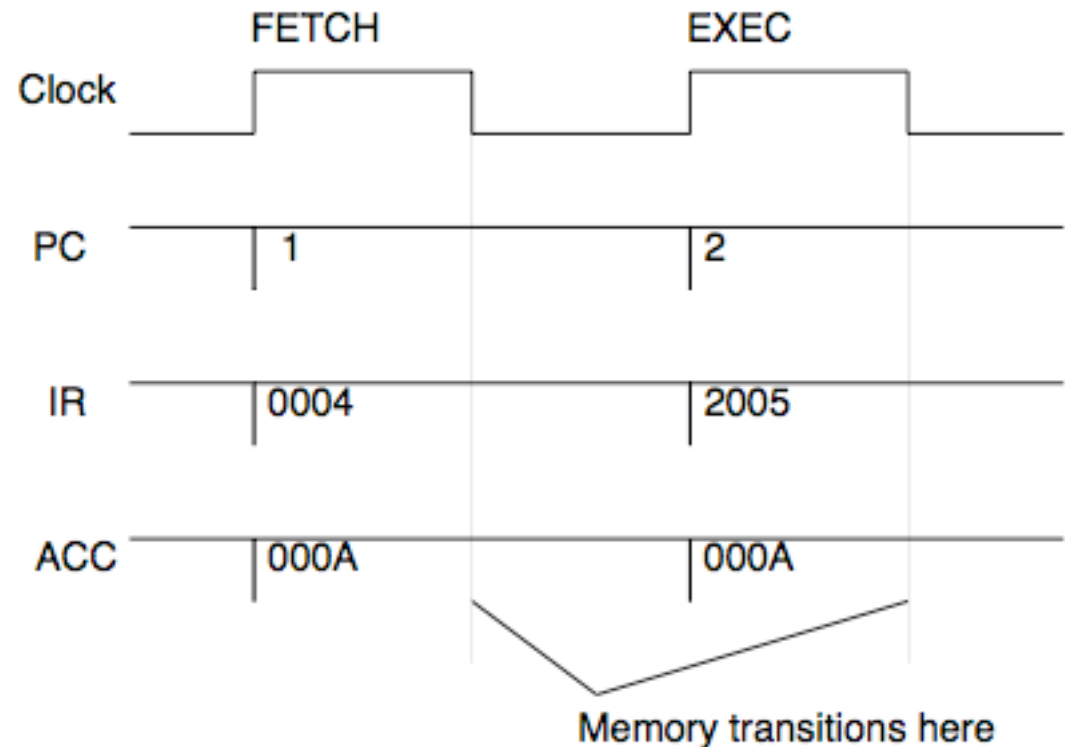 FETCH EXEC
Clock
PC 1 2
IR 0004 2005
ACC 000A 000A
Memory transitions here